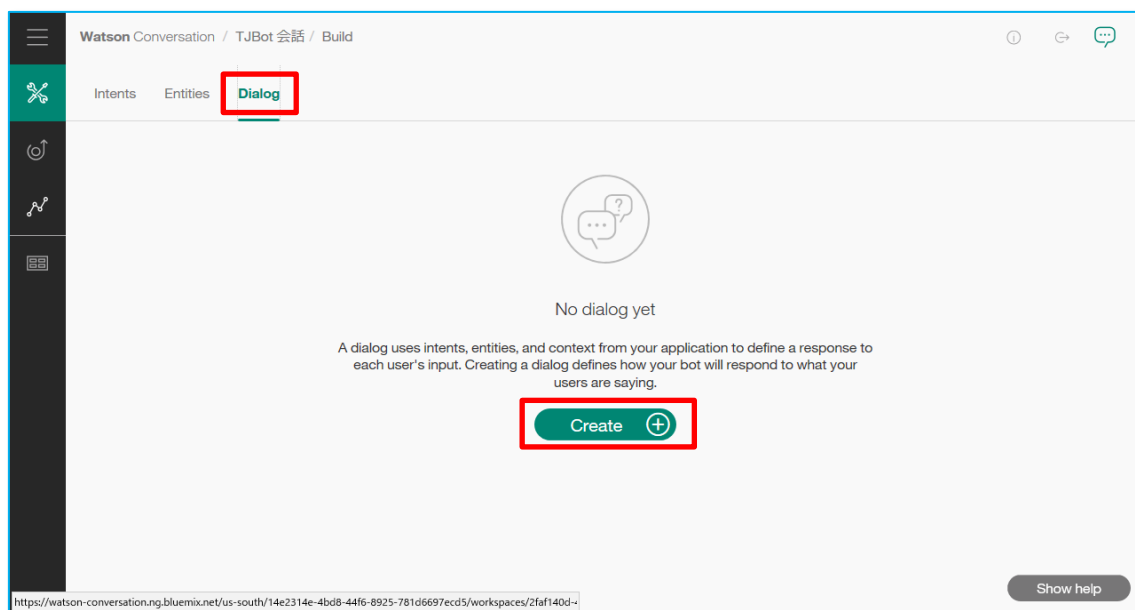 Watson Conversation / TJBot 会話 / Build
Intents Entities Dialog
?
No dialog yet
A dialog uses intents, entities, and context from your application to define a response to
each user's input. Creating a dialog defines how your bot will respond to what your
users are saying.
Create
Show help
https://watson-conversation.ng.bluemix.net/us-south/14e2314e-4bd8-44f6-8925-781d6697ecd5/workspaces/2faf140d-4